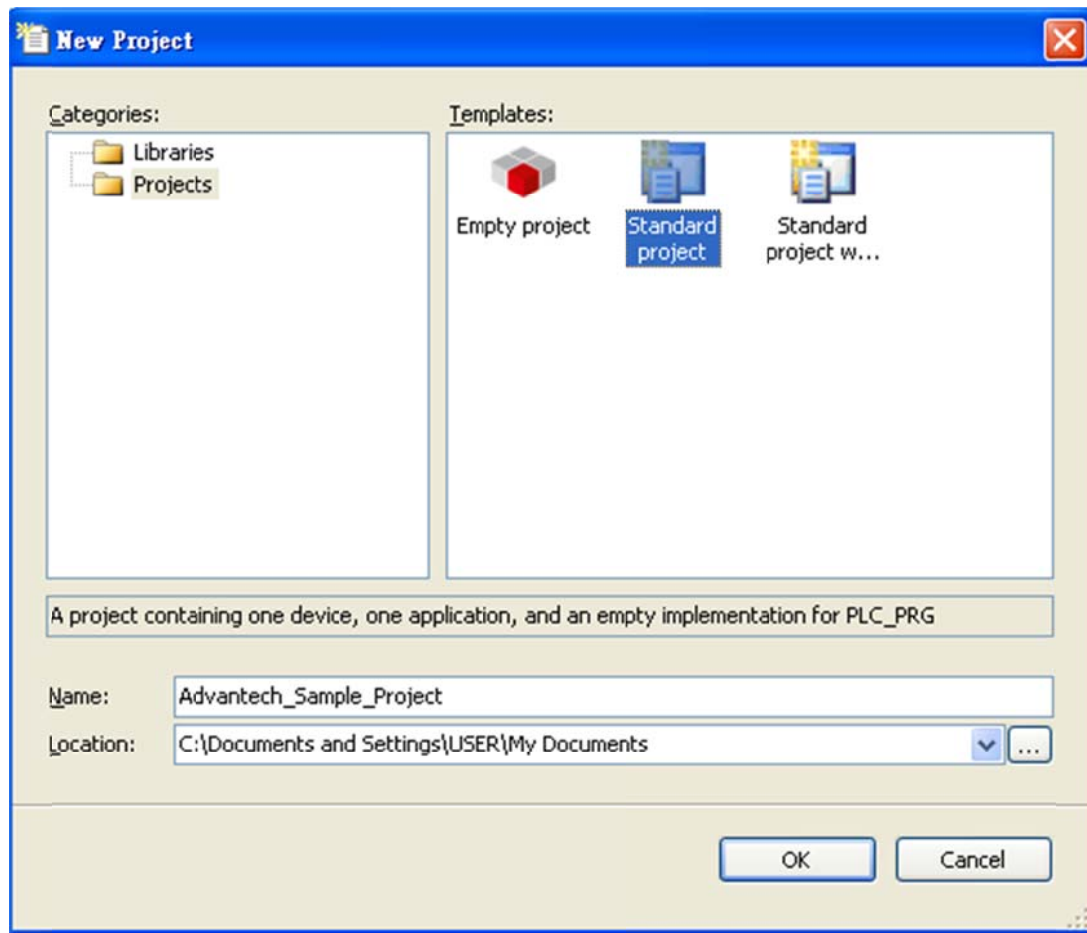 New Project
Categories:
Libraries
Projects
Templates:
Empty project
Standard
project
Standard
project w...
A project containing one device, one application, and an empty implementation for PLC_PRG
Name:
Advantech_Sample_Project
Location:
C:\Documents and Settings\USER\My Documents
...
OK
Cancel